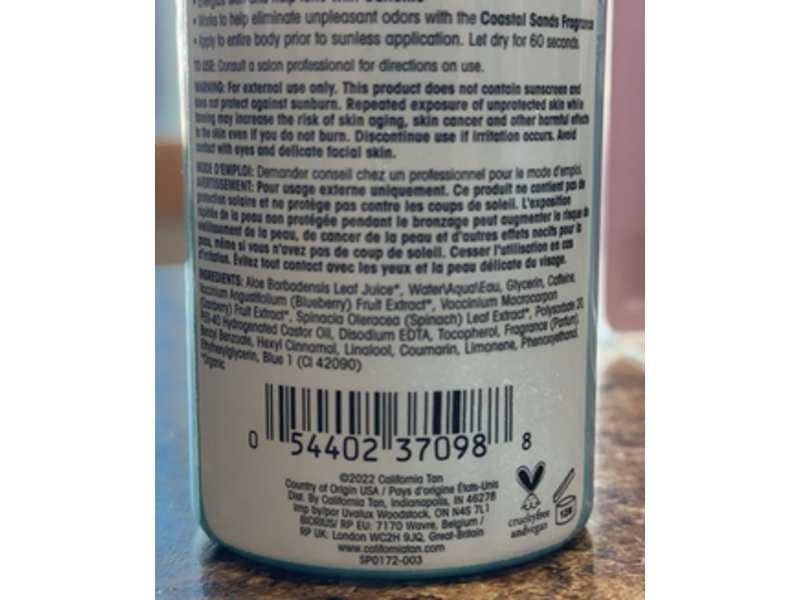 • Works to help eliminate unpleasant odors with the Coastal Sands Fragrance
• Apply to entire body prior to sunless application. Let dry for 60 seconds.
TO USE: Consult a salon professional for directions on use.
WARNING: For external use only. This product does not contain sunscreen and
does not protect against sunburn. Repeated exposure of unprotected skin while
tanning may increase the risk of skin aging, skin cancer and other harmful effects
to the skin even if you do not burn. Discontinue use if irritation occurs. Avoid
contact with eyes and delicate facial skin.
MODE D'EMPLOI: Demander conseil chez un professionnel pour le mode d'emploi.
AVERTISSEMENT: Pour usage externe uniquement. Ce produit ne contient pas de
protection solaire et ne protège pas contre les coups de soleil. L'exposition
répétée de la peau non protégée pendant le bronzage peut augmenter le risque de
vieillissement de la peau, de cancer de la peau et d'autres effets nocifs pour la
peau, même si vous n'avez pas de coup de soleil. Cesser l'utilisation en cas
d'irritation. Évitez tout contact avec les yeux et la peau délicate du visage.
INGREDIENTS: Aloe Barbadensis Leaf Juice*, Water\Aqua\Eau, Glycerin, Caffeine,
Vaccinium Angustifolium (Blueberry) Fruit Extract*, Vaccinium Macrocarpon
(Cranberry) Fruit Extract*, Spinacia Oleracea (Spinach) Leaf Extract*, Polysorbate 20,
PEG-40 Hydrogenated Castor Oil, Disodium EDTA, Tocopherol, Fragrance (Parfum),
Benzyl Benzoate, Hexyl Cinnamal, Linalool, Coumarin, Limonene, Phenoxyethanol,
Ethylhexylglycerin, Blue 1 (CI 42090)
*Organic
0 54402 37098 8
©2022 California Tan
Country of Origin USA / Pays d'origine États-Unis
Dist. By California Tan, Indianapolis, IN 46278
Imp by/par Uvalux Woodstock, ON N4S 7L1
BIORIUS/ RP EU: 7170 Wavre, Belgium /
RP UK: London WC2H 9JQ, Great-Britain
www.californiatan.com
SP0172-003
crueltyfree
andvegan
12M